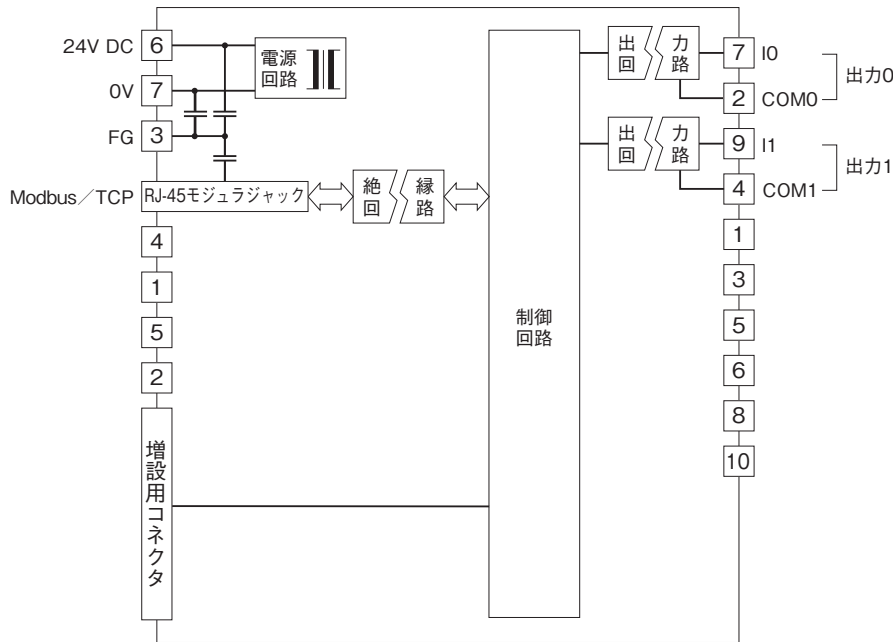 24V DC 6
0V 7
FG 3
電源
回路
Modbus／TCP RJ-45モジュラジャック
絶 縁
回 路
4
1
5
2
増設用コネクタ
制御
回路
出 力
回 路
7 I0
2 COM0
出力0
出 力
回 路
9 I1
4 COM1
出力1
1
3
5
6
8
10